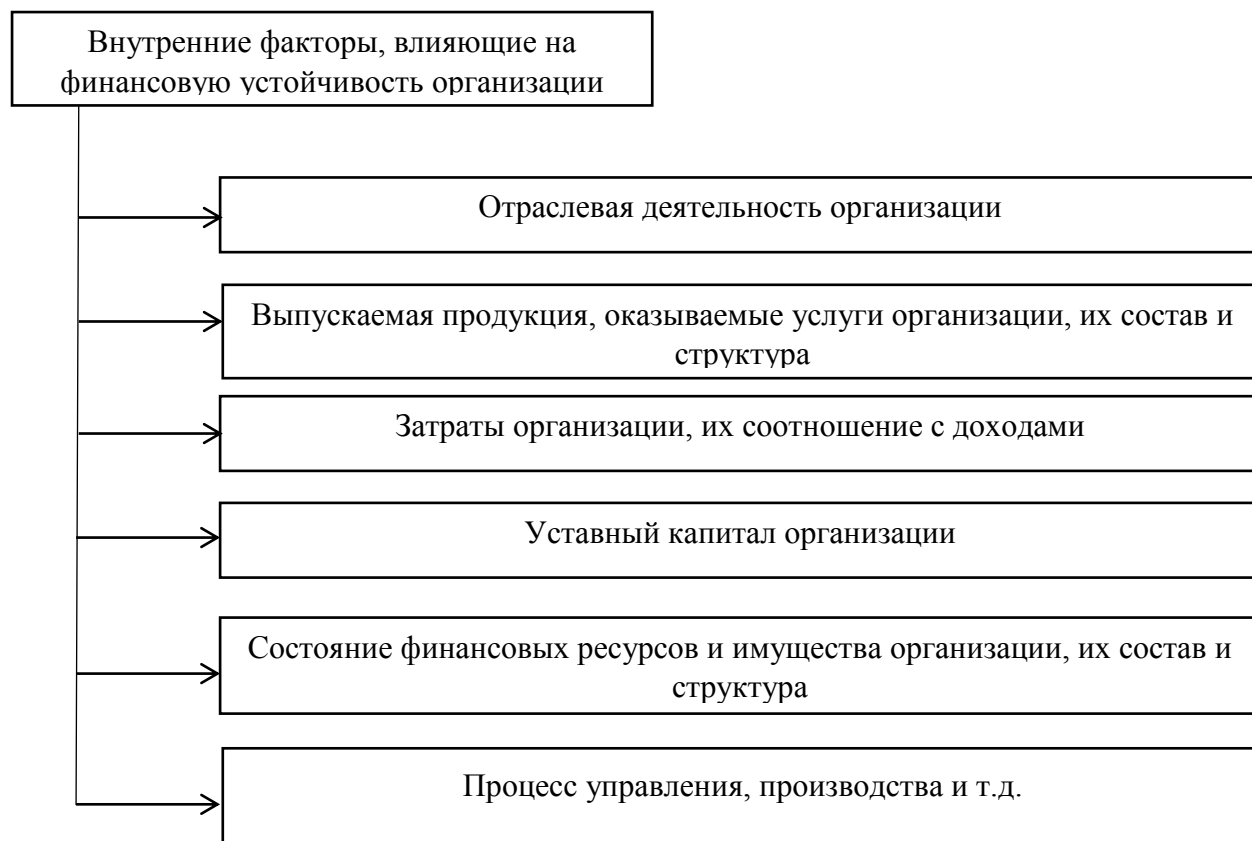 Внутренние факторы, влияющие на
финансовую устойчивость организации
Отраслевая деятельность организации
Выпускаемая продукция, оказываемые услуги организации, их состав и
структура
Затраты организации, их соотношение с доходами
Уставный капитал организации
Состояние финансовых ресурсов и имущества организации, их состав и
структура
Процесс управления, производства и т.д.